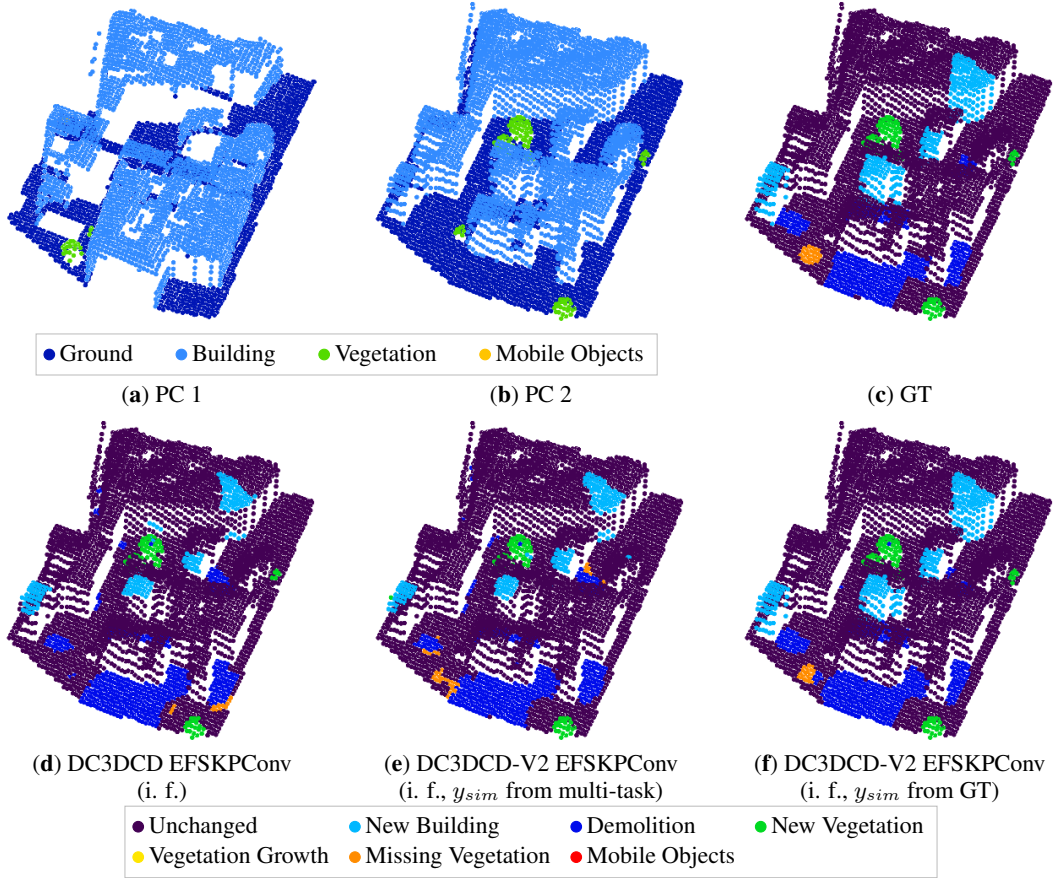 Ground Building Vegetation Mobile Objects
(a) PC 1 (b) PC 2 (c) GT
(d) DC3DCD EFSKPConv (e) DC3DCD-V2 EFSKPConv (f) DC3DCD-V2 EFSKPConv
(i. f.) (i. f., y_sim from multi-task) (i. f., y_sim from GT)
Unchanged New Building Demolition New Vegetation
Vegetation Growth Missing Vegetation Mobile Objects